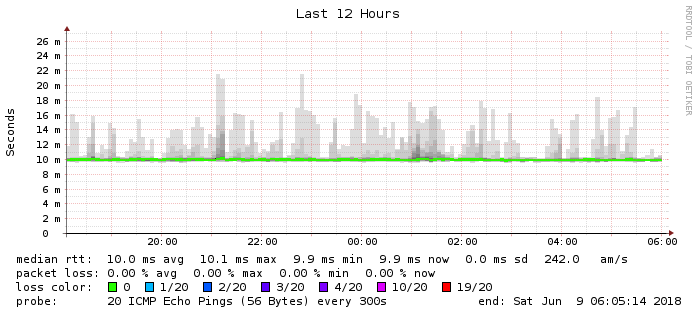 Last 12 Hours
RRDTOOL / TOBI OETIKER
Seconds
26 m
24 m
22 m
20 m
18 m
16 m
14 m
12 m
10 m
8 m
6 m
4 m
2 m
0
20:00 22:00 00:00 02:00 04:00 06:00
median rtt: 10.0 ms avg 10.1 ms max 9.9 ms min 9.9 ms now 0.0 ms sd 242.0 am/s
packet loss: 0.00 % avg 0.00 % max 0.00 % min 0.00 % now
loss color: 0 1/20 2/20 3/20 4/20 10/20 19/20
probe: 20 ICMP Echo Pings (56 Bytes) every 300s end: Sat Jun 9 06:05:14 2018